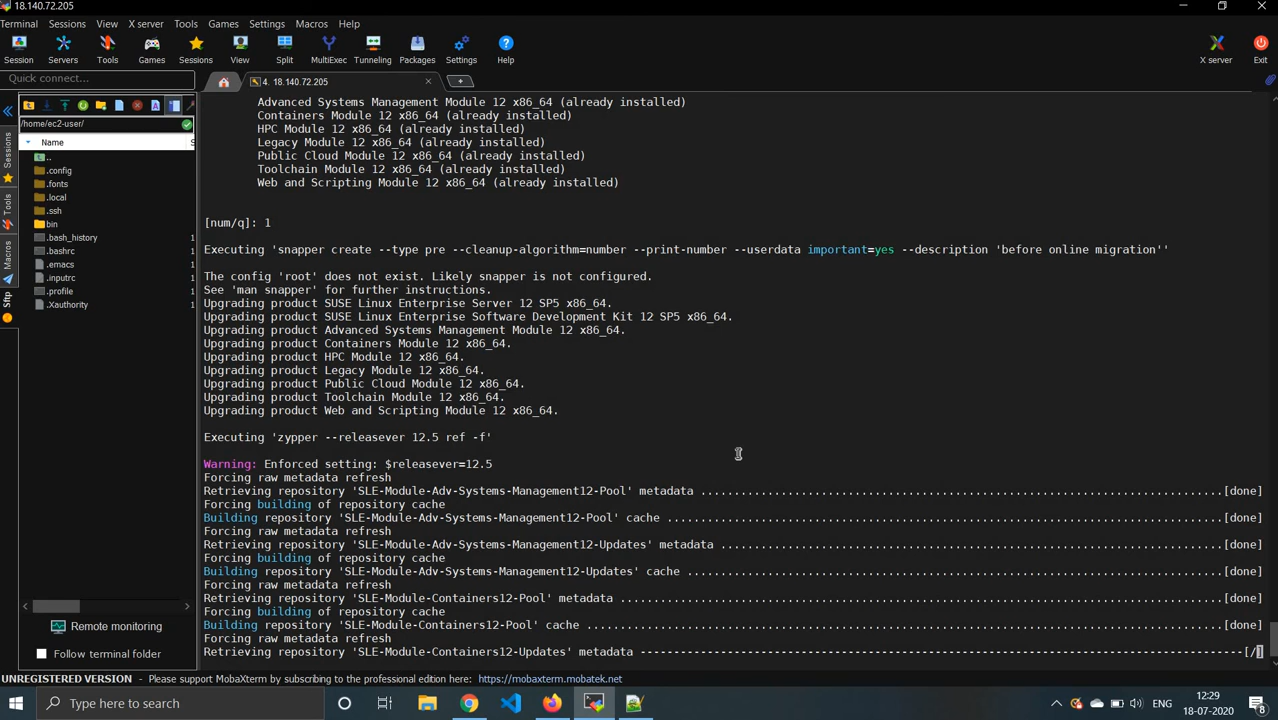 18.140.72.205
Terminal Sessions View X server Tools Games Settings Macros Help
Session Servers Tools Games Sessions View Split MultiExec Tunneling Packages Settings Help X server Exit
Quick connect...
4. 18.140.72.205
/home/ec2-user/
Name S
..
.config
.fonts
.local
.ssh
bin
.bash_history 1
.bashrc 1
.emacs 1
.inputrc 1
.profile 1
.Xauthority 1
Sessions
Tools
Macros
Sftp
Remote monitoring
Follow terminal folder
Advanced Systems Management Module 12 x86_64 (already installed)
Containers Module 12 x86_64 (already installed)
HPC Module 12 x86_64 (already installed)
Legacy Module 12 x86_64 (already installed)
Public Cloud Module 12 x86_64 (already installed)
Toolchain Module 12 x86_64 (already installed)
Web and Scripting Module 12 x86_64 (already installed)
[num/q]: 1
Executing 'snapper create --type pre --cleanup-algorithm=number --print-number --userdata important=yes --description 'before online migration''
The config 'root' does not exist. Likely snapper is not configured.
See 'man snapper' for further instructions.
Upgrading product SUSE Linux Enterprise Server 12 SP5 x86_64.
Upgrading product SUSE Linux Enterprise Software Development Kit 12 SP5 x86_64.
Upgrading product Advanced Systems Management Module 12 x86_64.
Upgrading product Containers Module 12 x86_64.
Upgrading product HPC Module 12 x86_64.
Upgrading product Legacy Module 12 x86_64.
Upgrading product Public Cloud Module 12 x86_64.
Upgrading product Toolchain Module 12 x86_64.
Upgrading product Web and Scripting Module 12 x86_64.
Executing 'zypper --releasever 12.5 ref -f'
Warning: Enforced setting: $releasever=12.5
Forcing raw metadata refresh
Retrieving repository 'SLE-Module-Adv-Systems-Management12-Pool' metadata ..............................................................................[done]
Forcing building of repository cache
Building repository 'SLE-Module-Adv-Systems-Management12-Pool' cache ...................................................................................[done]
Forcing raw metadata refresh
Retrieving repository 'SLE-Module-Adv-Systems-Management12-Updates' metadata ...........................................................................[done]
Forcing building of repository cache
Building repository 'SLE-Module-Adv-Systems-Management12-Updates' cache ................................................................................[done]
Forcing raw metadata refresh
Retrieving repository 'SLE-Module-Containers12-Pool' metadata ..........................................................................................[done]
Forcing building of repository cache
Building repository 'SLE-Module-Containers12-Pool' cache ...............................................................................................[done]
Forcing raw metadata refresh
Retrieving repository 'SLE-Module-Containers12-Updates' metadata ------------------------------------------------------------------------------------------[/]
UNREGISTERED VERSION - Please support MobaXterm by subscribing to the professional edition here: https://mobaxterm.mobatek.net
Type here to search
ENG
12:29
18-07-2020
8